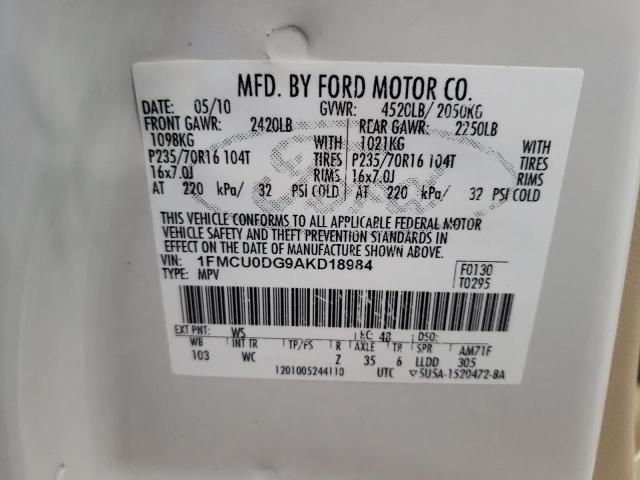 MFD. BY FORD MOTOR CO.
DATE: 05/10 GVWR: 4520LB/ 2050KG
FRONT GAWR: 2420LB REAR GAWR: 2250LB
1098KG WITH 1021KG WITH
P235/70R16 104T TIRES P235/70R16 104T TIRES
16x7.0J RIMS 16x7.0J RIMS
AT 220 kPa/ 32 PSI COLD AT 220 kPa/ 32 PSI COLD
THIS VEHICLE CONFORMS TO ALL APPLICABLE FEDERAL MOTOR
VEHICLE SAFETY AND THEFT PREVENTION STANDARDS IN
EFFECT ON THE DATE OF MANUFACTURE SHOWN ABOVE.
VIN: 1FMCU0DG9AKD18984 F0130
TYPE: MPV T0295
EXT PNT: WS RC: 48 DSO:
WB INT TR TP/PS R AXLE TR SPR AM71F
103 WC Z 35 6 LLDD 305
1201005244110 UTC ▽5U5A-1520472-BA